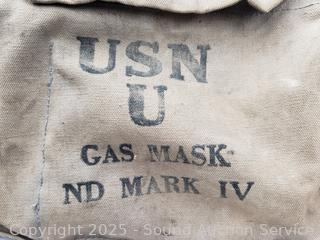 USN
U
GAS MASK
ND MARK IV
Copyright 2025 - Sound Auction Service